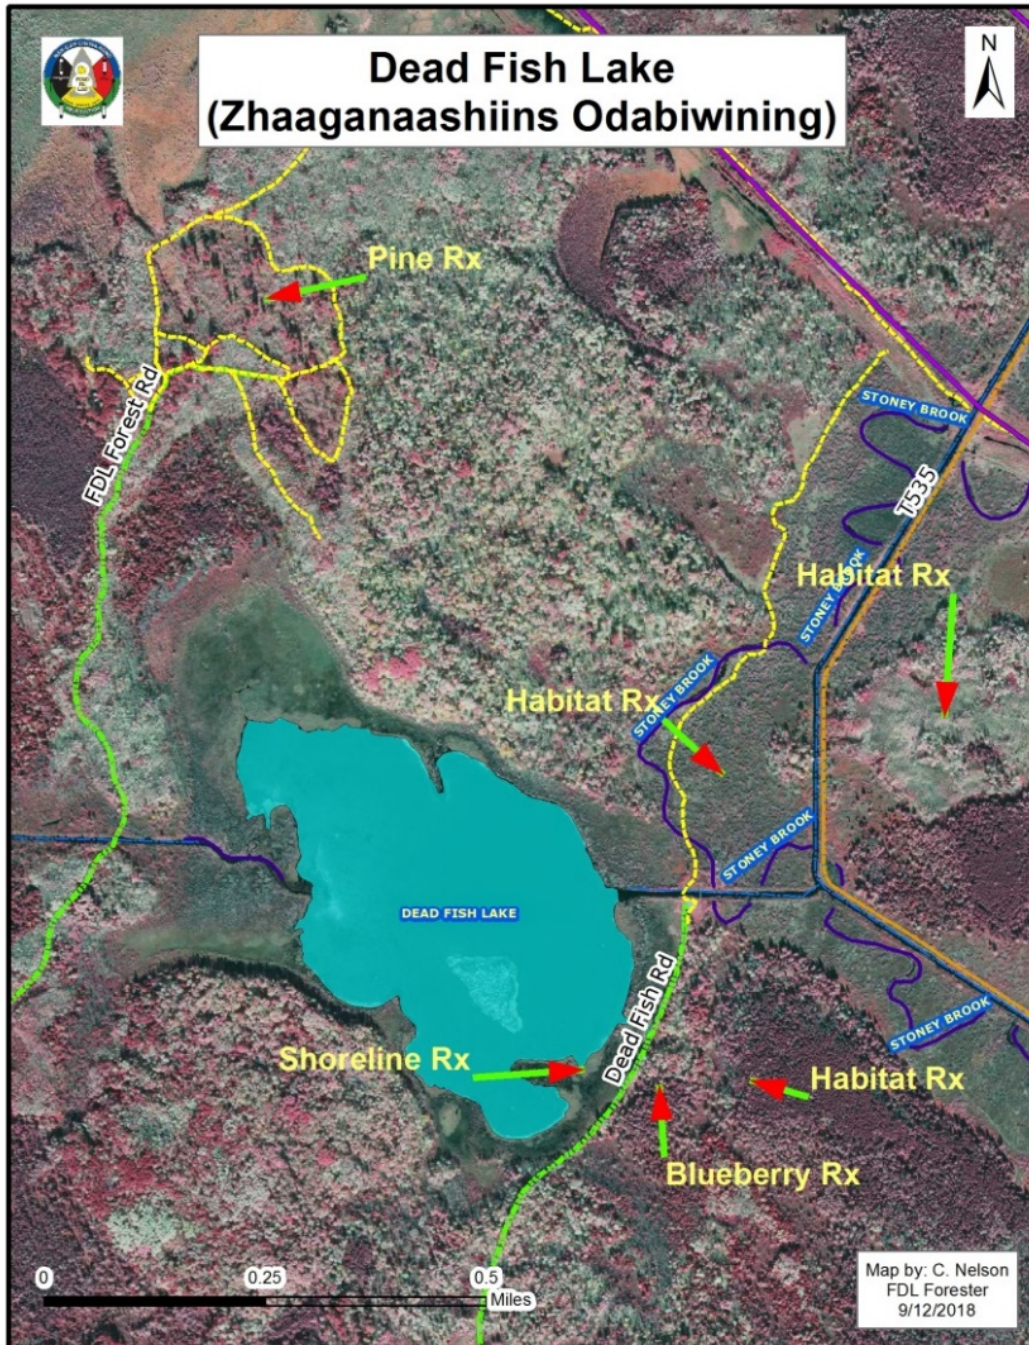 Dead Fish Lake
(Zhaaganaashiins Odabiwining)
N
Pine Rx
FDL Forest Rd
STONEY BROOK
T535
Habitat Rx
STONEY BROOK
STONEY BROOK
Habitat Rx
STONEY BROOK
DEAD FISH LAKE
Dead Fish Rd
STONEY BROOK
Shoreline Rx
Habitat Rx
Blueberry Rx
0 0.25 0.5
Miles
Map by: C. Nelson
FDL Forester
9/12/2018